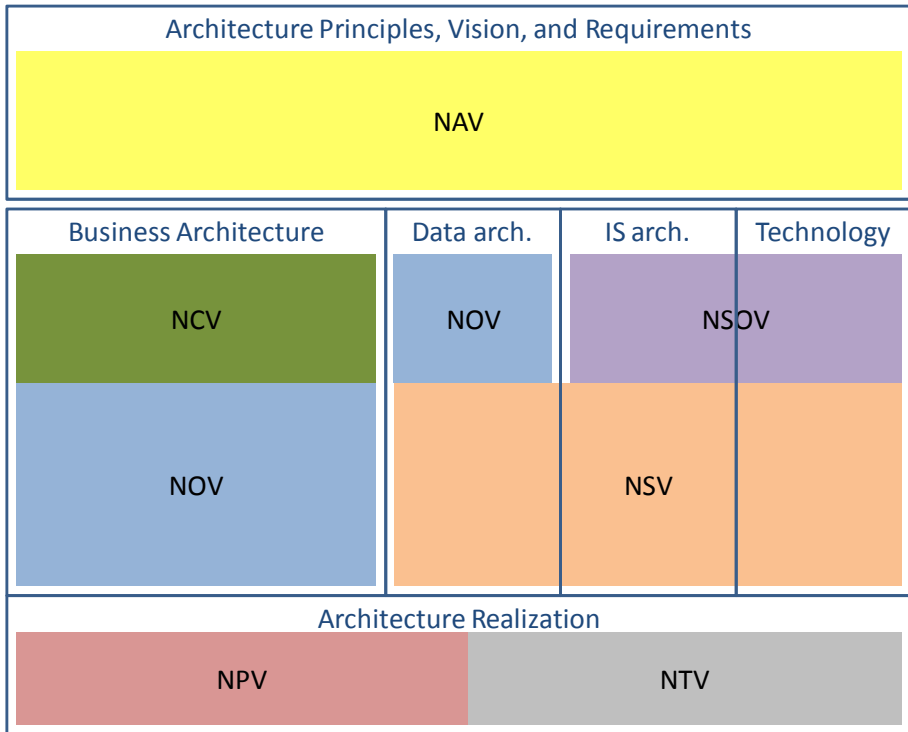 Architecture Principles, Vision, and Requirements
NAV
Business Architecture
Data arch.
IS arch.
Technology
NCV
NOV
NSOV
NOV
NSV
Architecture Realization
NPV
NTV